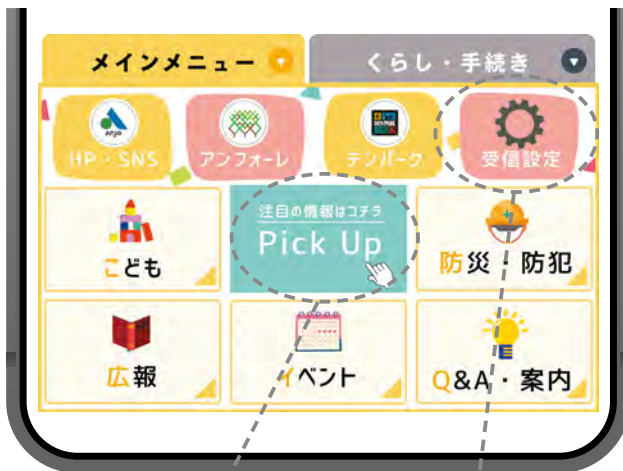 メインメニュー
くらし・手続き
Anjo
HP・SNS
アンフォーレ
デンパーク
受信設定
こども
注目の情報はコチラ
Pick Up
防災・防犯
広報
イベント
Q&A・案内